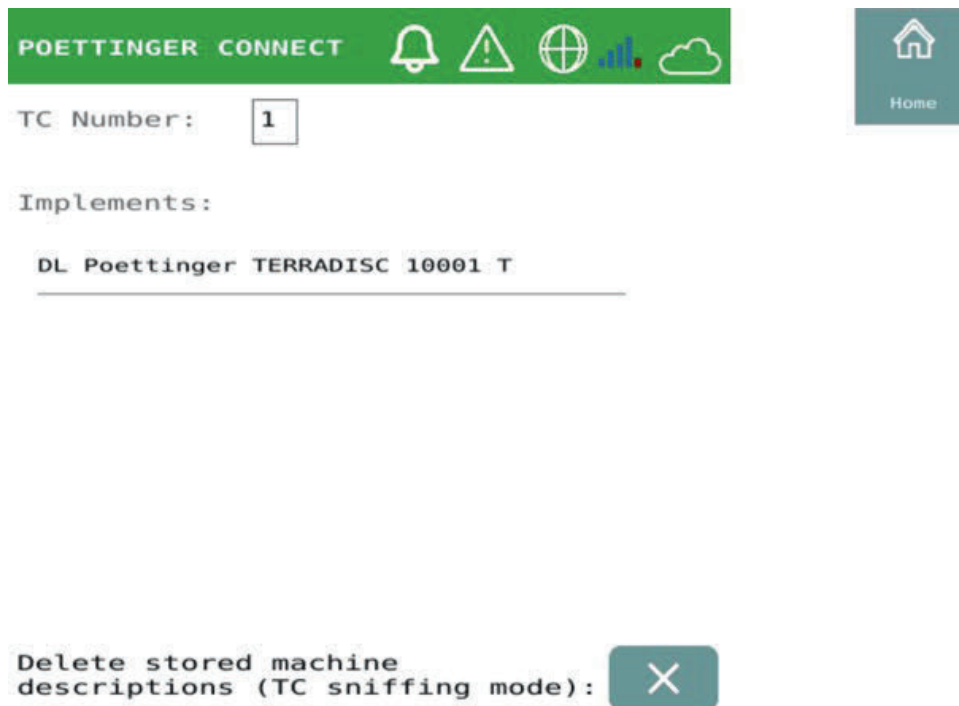 POETTINGER CONNECT
Home
TC Number: 1
Implements:
DL Poettinger TERRADISC 10001 T
Delete stored machine
descriptions (TC sniffing mode):